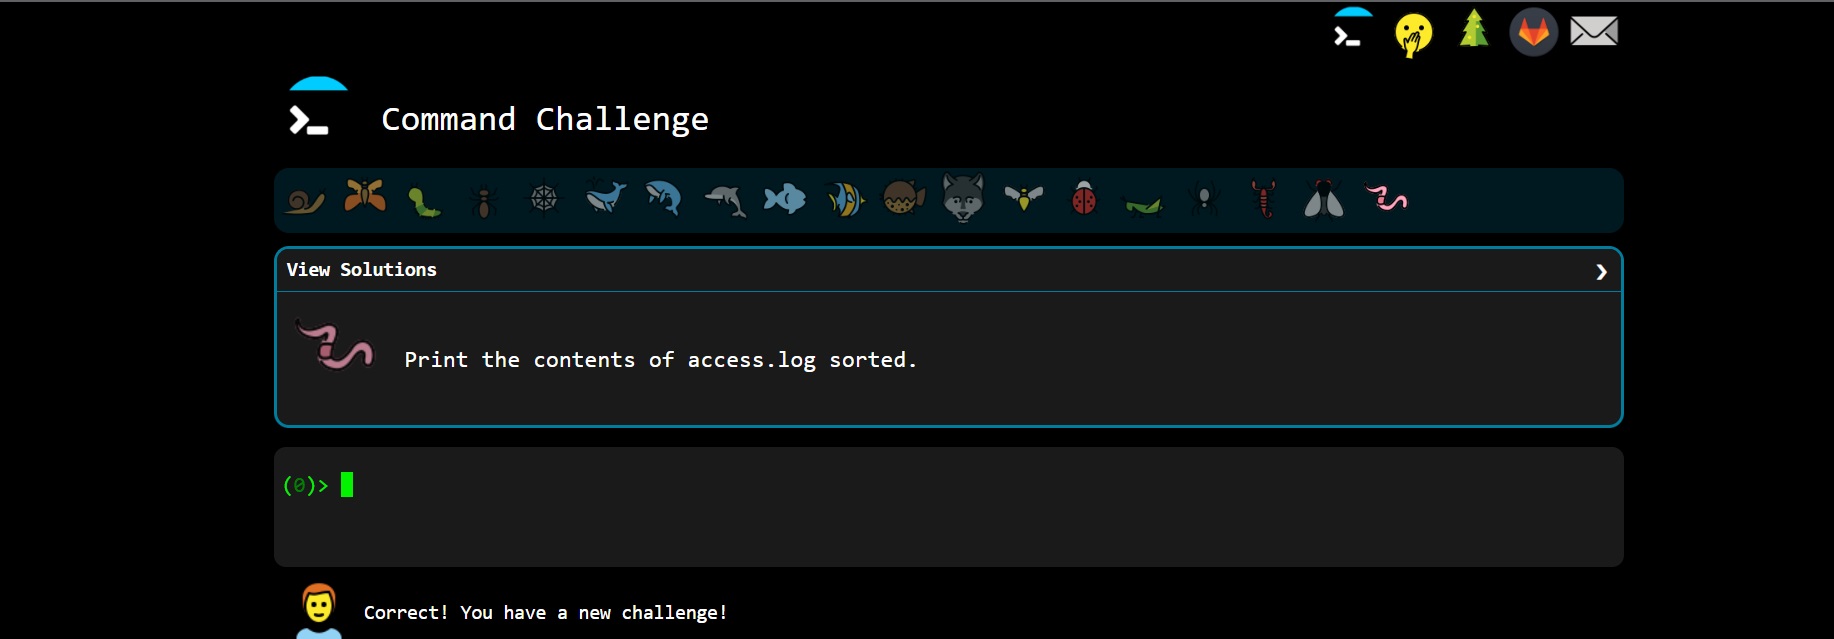 Command Challenge
View Solutions
Print the contents of access.log sorted.
(0)>
Correct! You have a new challenge!